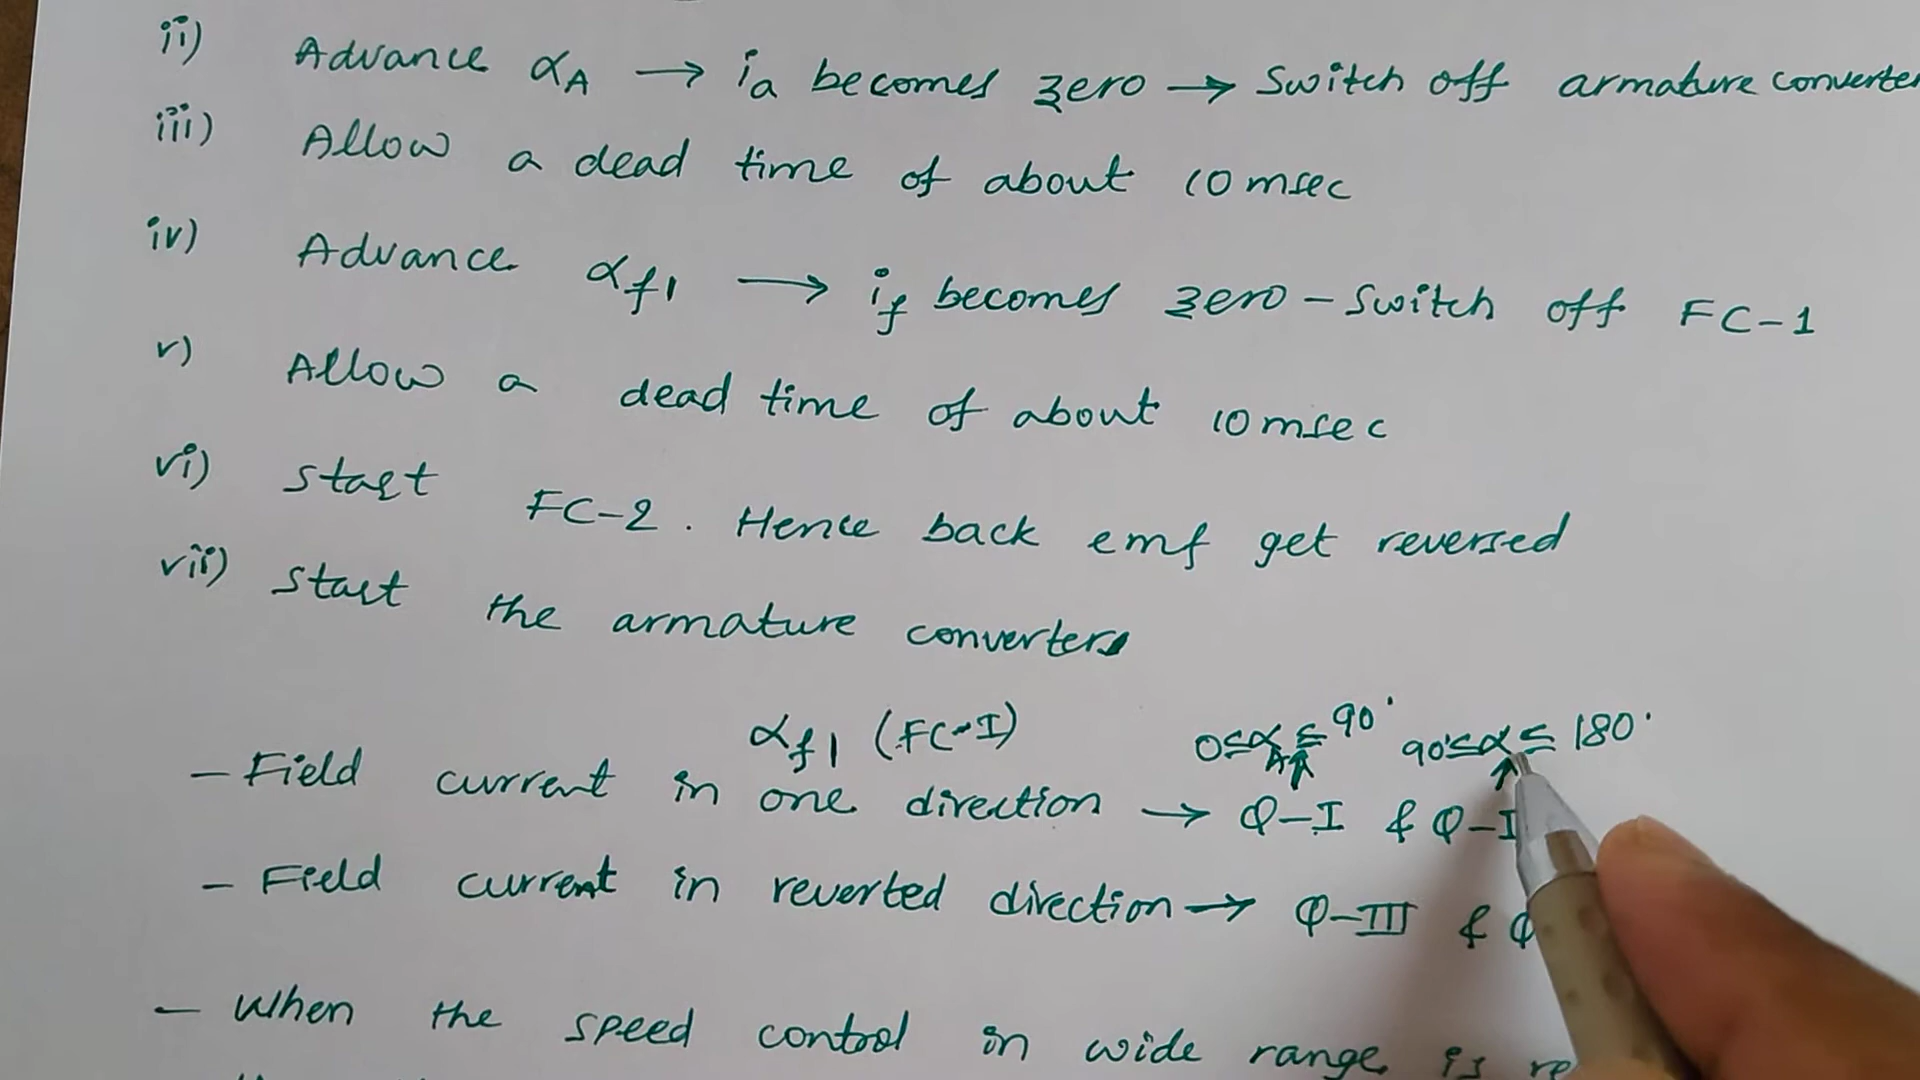 ii) Advance αA → ia becomes zero → Switch off armature converter
iii) Allow a dead time of about 10 msec
iv) Advance αf1 → if becomes zero - Switch off FC-1
v) Allow a dead time of about 10 msec
vi) Start FC-2. Hence back emf get reversed
vii) Start the armature converters
αf1 (FC-I) 0≤αA≤90° 90°≤α≤180°
- Field current in one direction → Q-I & Q-I
- Field current in reverted direction → Q-III & Q
- When the speed control in wide range is re